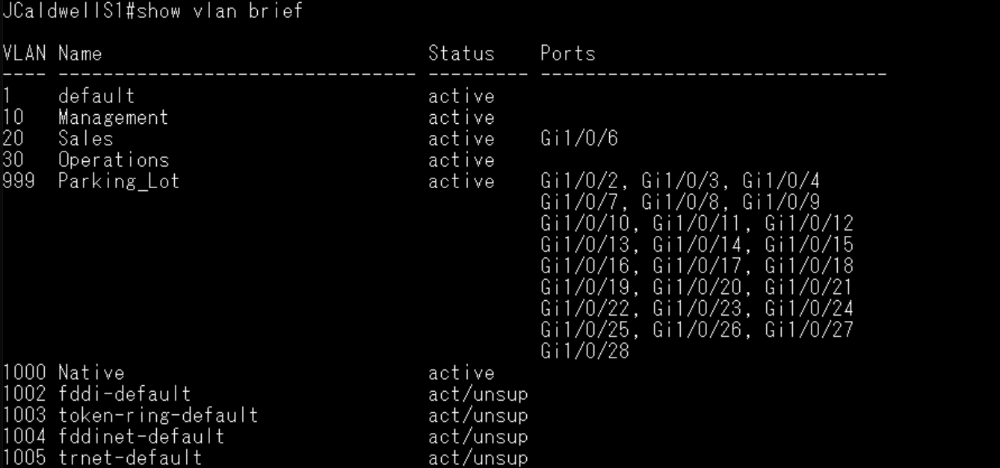 JCaldwellS1#show vlan brief
VLAN Name                             Status    Ports
---- -------------------------------- --------- -------------------------------
1    default                          active
10   Management                       active
20   Sales                            active    Gi1/0/6
30   Operations                       active
999  Parking_Lot                      active    Gi1/0/2, Gi1/0/3, Gi1/0/4
                                                Gi1/0/7, Gi1/0/8, Gi1/0/9
                                                Gi1/0/10, Gi1/0/11, Gi1/0/12
                                                Gi1/0/13, Gi1/0/14, Gi1/0/15
                                                Gi1/0/16, Gi1/0/17, Gi1/0/18
                                                Gi1/0/19, Gi1/0/20, Gi1/0/21
                                                Gi1/0/22, Gi1/0/23, Gi1/0/24
                                                Gi1/0/25, Gi1/0/26, Gi1/0/27
                                                Gi1/0/28
1000 Native                           active
1002 fddi-default                     act/unsup
1003 token-ring-default               act/unsup
1004 fddinet-default                  act/unsup
1005 trnet-default                    act/unsup